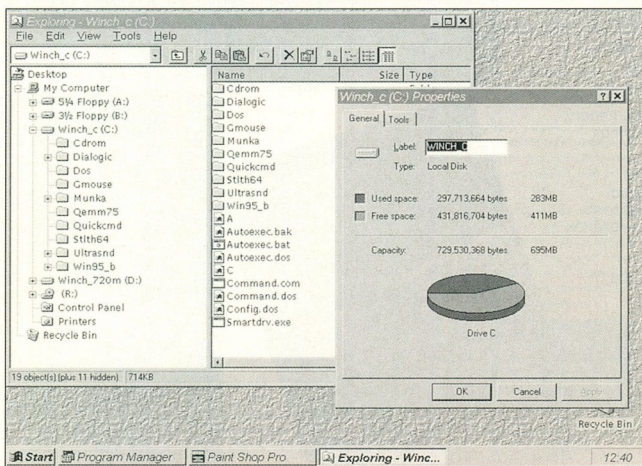 Exploring - Winch_c (C:)
File Edit View Tools Help
Winch_c (C:)
Desktop
My Computer
5¼ Floppy (A:)
3½ Floppy (B:)
Winch_c (C:)
Cdrom
Dialogic
Dos
Gmouse
Munka
Qemm75
Quickcmd
Stlth64
Ultrasnd
Win95_b
Winch_720m (D:)
(R:)
Control Panel
Printers
Recycle Bin
Name Size Type
Cdrom
Dialogic
Dos
Gmouse
Munka
Qemm75
Quickcmd
Stlth64
Ultrasnd
Win95_b
A
Autoexec.bak
Autoexec.bat
Autoexec.dos
C
Command.com
Command.dos
Config.dos
Smartdrv.exe
19 object(s) (plus 11 hidden) 714KB
Winch_c (C:) Properties
General Tools
Label: WINCH_C
Type: Local Disk
Used space: 297,713,664 bytes 283MB
Free space: 431,816,704 bytes 411MB
Capacity: 729,530,368 bytes 695MB
Drive C
OK Cancel Apply
Recycle Bin
Start Program Manager Paint Shop Pro Exploring - Winc... 12:40